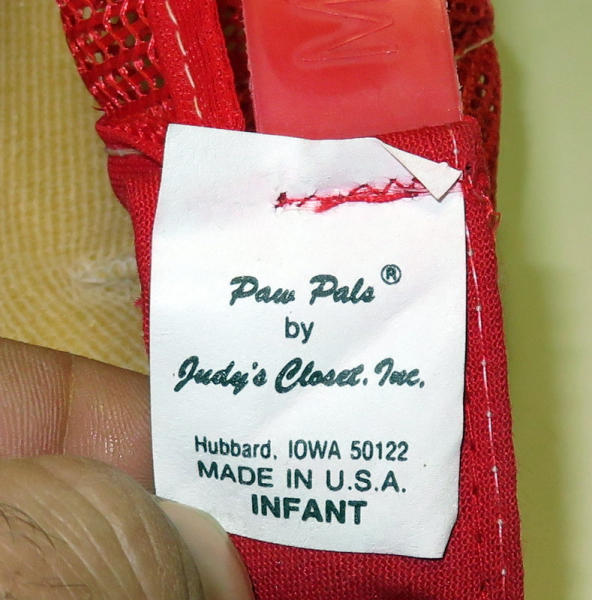 M
Paw Pals®
by
Judy's Closet. Inc.
Hubbard, IOWA 50122
MADE IN U.S.A.
INFANT